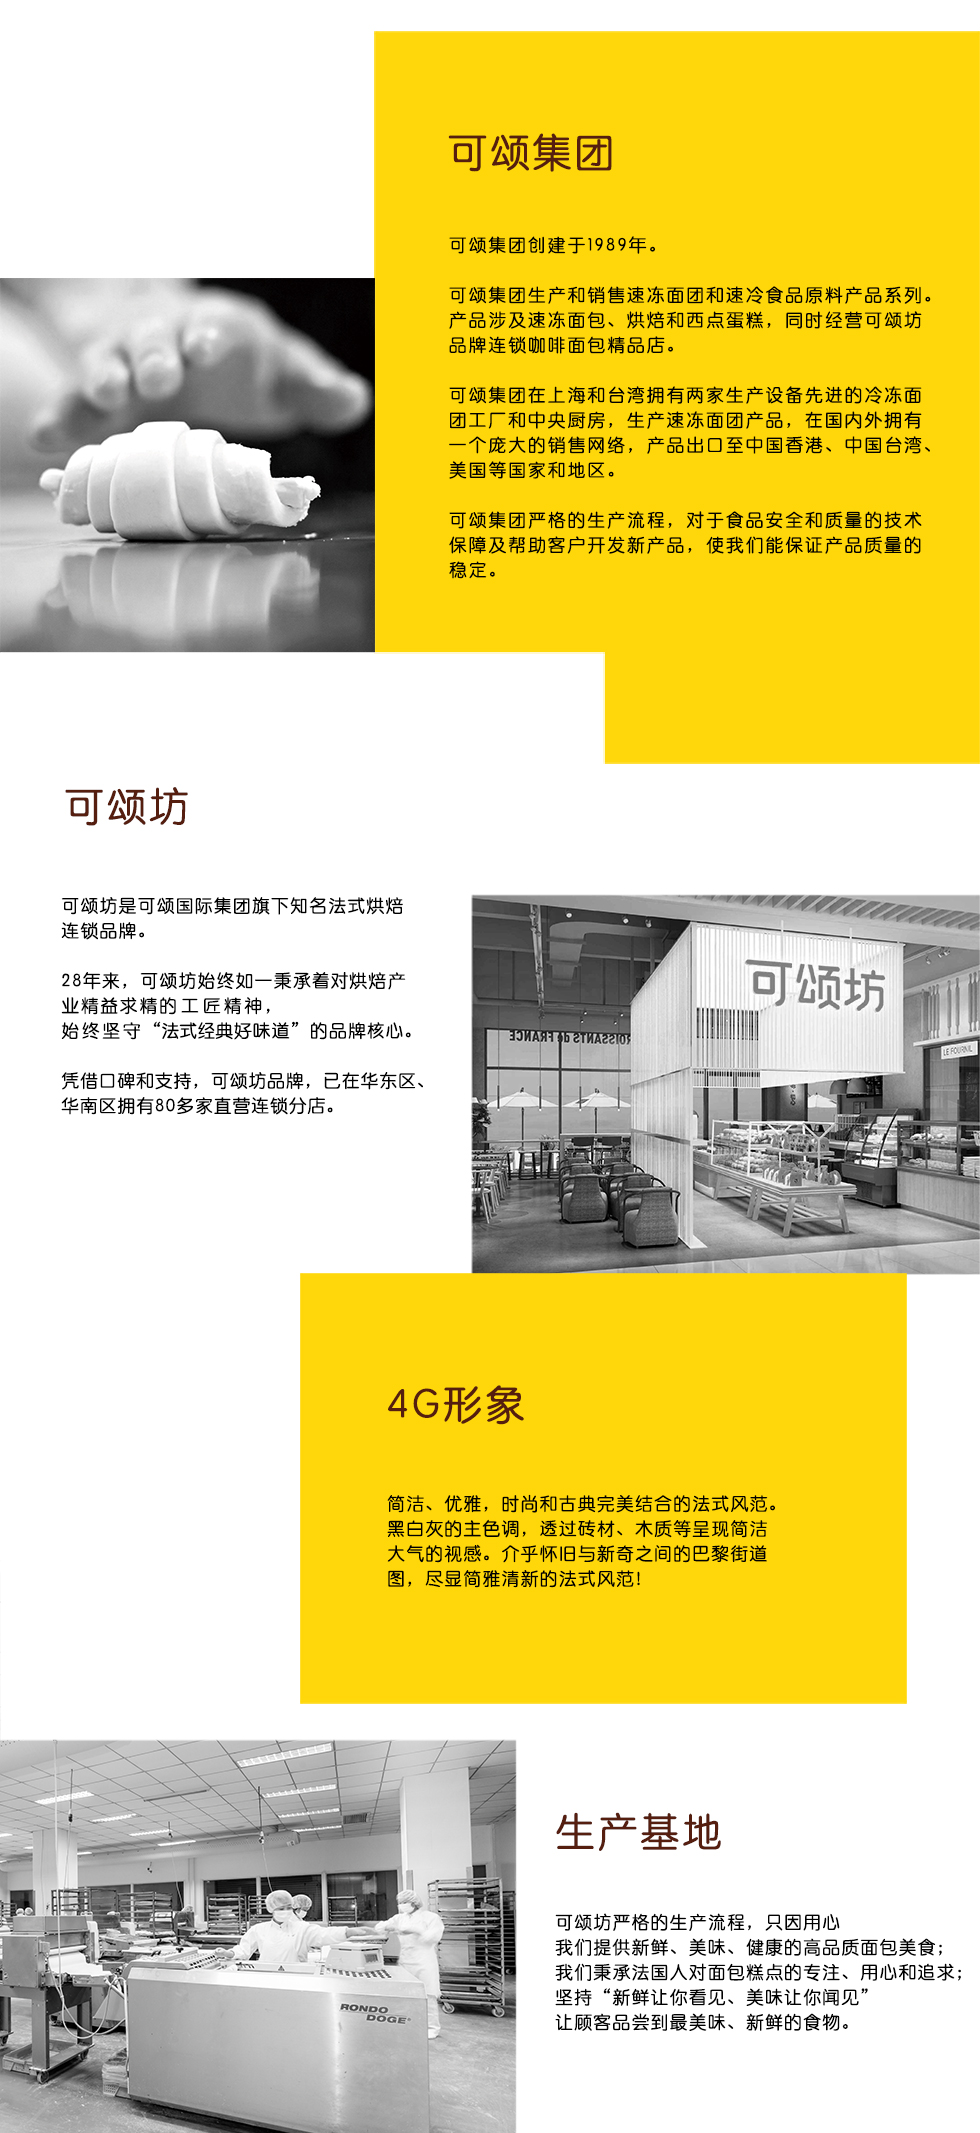 可颂集团
可颂集团创建于1989年。
可颂集团生产和销售速冻面团和速冷食品原料产品系列。
产品涉及速冻面包、烘焙和西点蛋糕，同时经营可颂坊
品牌连锁咖啡面包精品店。
可颂集团在上海和台湾拥有两家生产设备先进的冷冻面
团工厂和中央厨房，生产速冻面团产品，在国内外拥有
一个庞大的销售网络，产品出口至中国香港、中国台湾、
美国等国家和地区。
可颂集团严格的生产流程，对于食品安全和质量的技术
保障及帮助客户开发新产品，使我们能保证产品质量的
稳定。
可颂坊
可颂坊是可颂国际集团旗下知名法式烘焙
连锁品牌。
28年来，可颂坊始终如一秉承着对烘焙产
业精益求精的工匠精神，
始终坚守“法式经典好味道”的品牌核心。
凭借口碑和支持，可颂坊品牌，已在华东区、
华南区拥有80多家直营连锁分店。
可颂坊
ROISSANTS de FRANCE
LE FOURNIL
4G形象
简洁、优雅，时尚和古典完美结合的法式风范。
黑白灰的主色调，透过砖材、木质等呈现简洁
大气的视感。介乎怀旧与新奇之间的巴黎街道
图，尽显简雅清新的法式风范!
生产基地
可颂坊严格的生产流程，只因用心
我们提供新鲜、美味、健康的高品质面包美食；
我们秉承法国人对面包糕点的专注、用心和追求；
坚持“新鲜让你看见、美味让你闻见”
让顾客品尝到最美味、新鲜的食物。
RONDO
DOGE